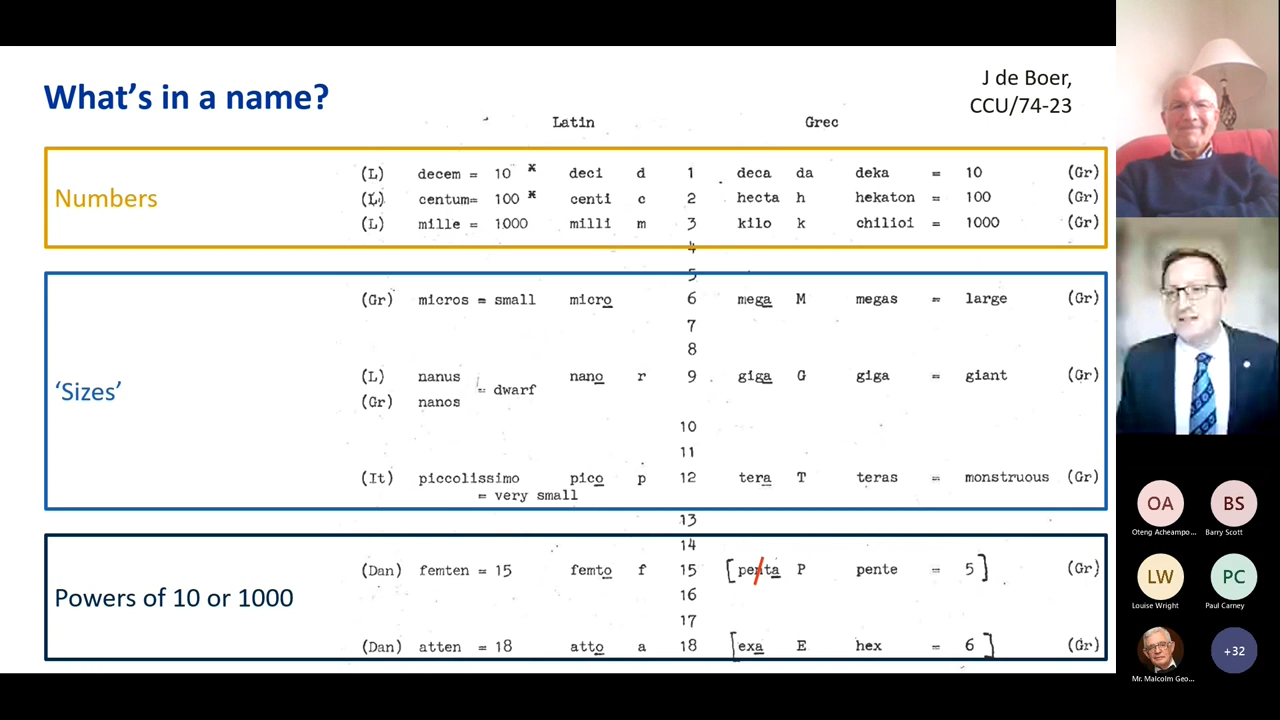 What's in a name?
J de Boer,
CCU/74-23
Latin Grec
Numbers
(L) decem = 10 * deci d 1 deca da deka = 10 (Gr)
(L) centum= 100 * centi c 2 hecta h hekaton = 100 (Gr)
(L) mille = 1000 milli m 3 kilo k chilioi = 1000 (Gr)
4
5
'Sizes'
(Gr) micros = small micro 6 mega M megas = large (Gr)
7
8
(L) nanus nano r 9 giga G giga = giant (Gr)
= dwarf
(Gr) nanos
10
11
(It) piccolissimo pico p 12 tera T teras = monstruous (Gr)
= very small
13
14
Powers of 10 or 1000
(Dan) femten = 15 femto f 15 [penta P pente = 5] (Gr)
16
17
(Dan) atten = 18 atto a 18 [exa E hex = 6] (Gr)
OA BS
Oteng Acheampo... Barry Scott
LW PC
Louise Wright Paul Carney
+32
Mr. Malcolm Geo...